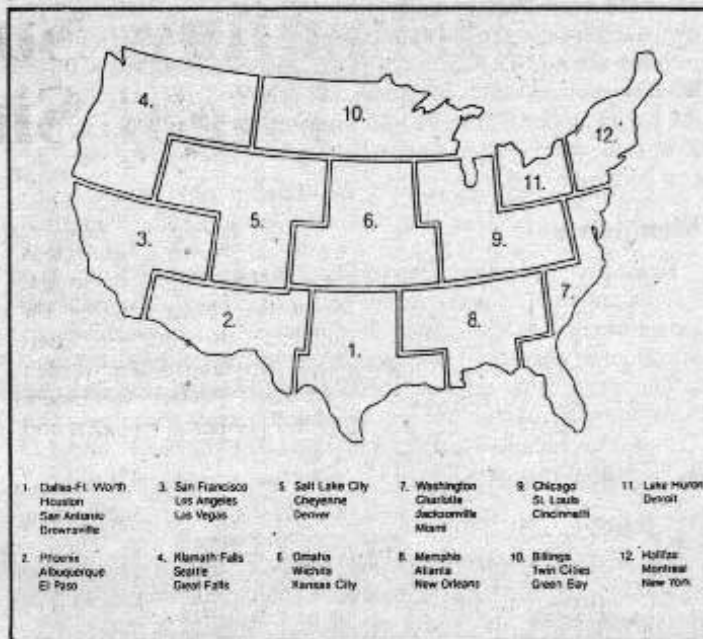 4.
10.
12.
11.
5.
6.
9.
3.
7.
2.
8.
1.
1. Dallas-Ft. Worth
Houston
San Antonio
Brownsville
3. San Francisco
Los Angeles
Las Vegas
5. Salt Lake City
Cheyenne
Denver
7. Washington
Charlotte
Jacksonville
Miami
9. Chicago
St. Louis
Cincinnati
11. Lake Huron
Detroit
2. Phoenix
Albuquerque
El Paso
4. Klamath Falls
Seattle
Great Falls
6. Omaha
Wichita
Kansas City
8. Memphis
Atlanta
New Orleans
10. Billings
Twin Cities
Green Bay
12. Halifax
Montreal
New York